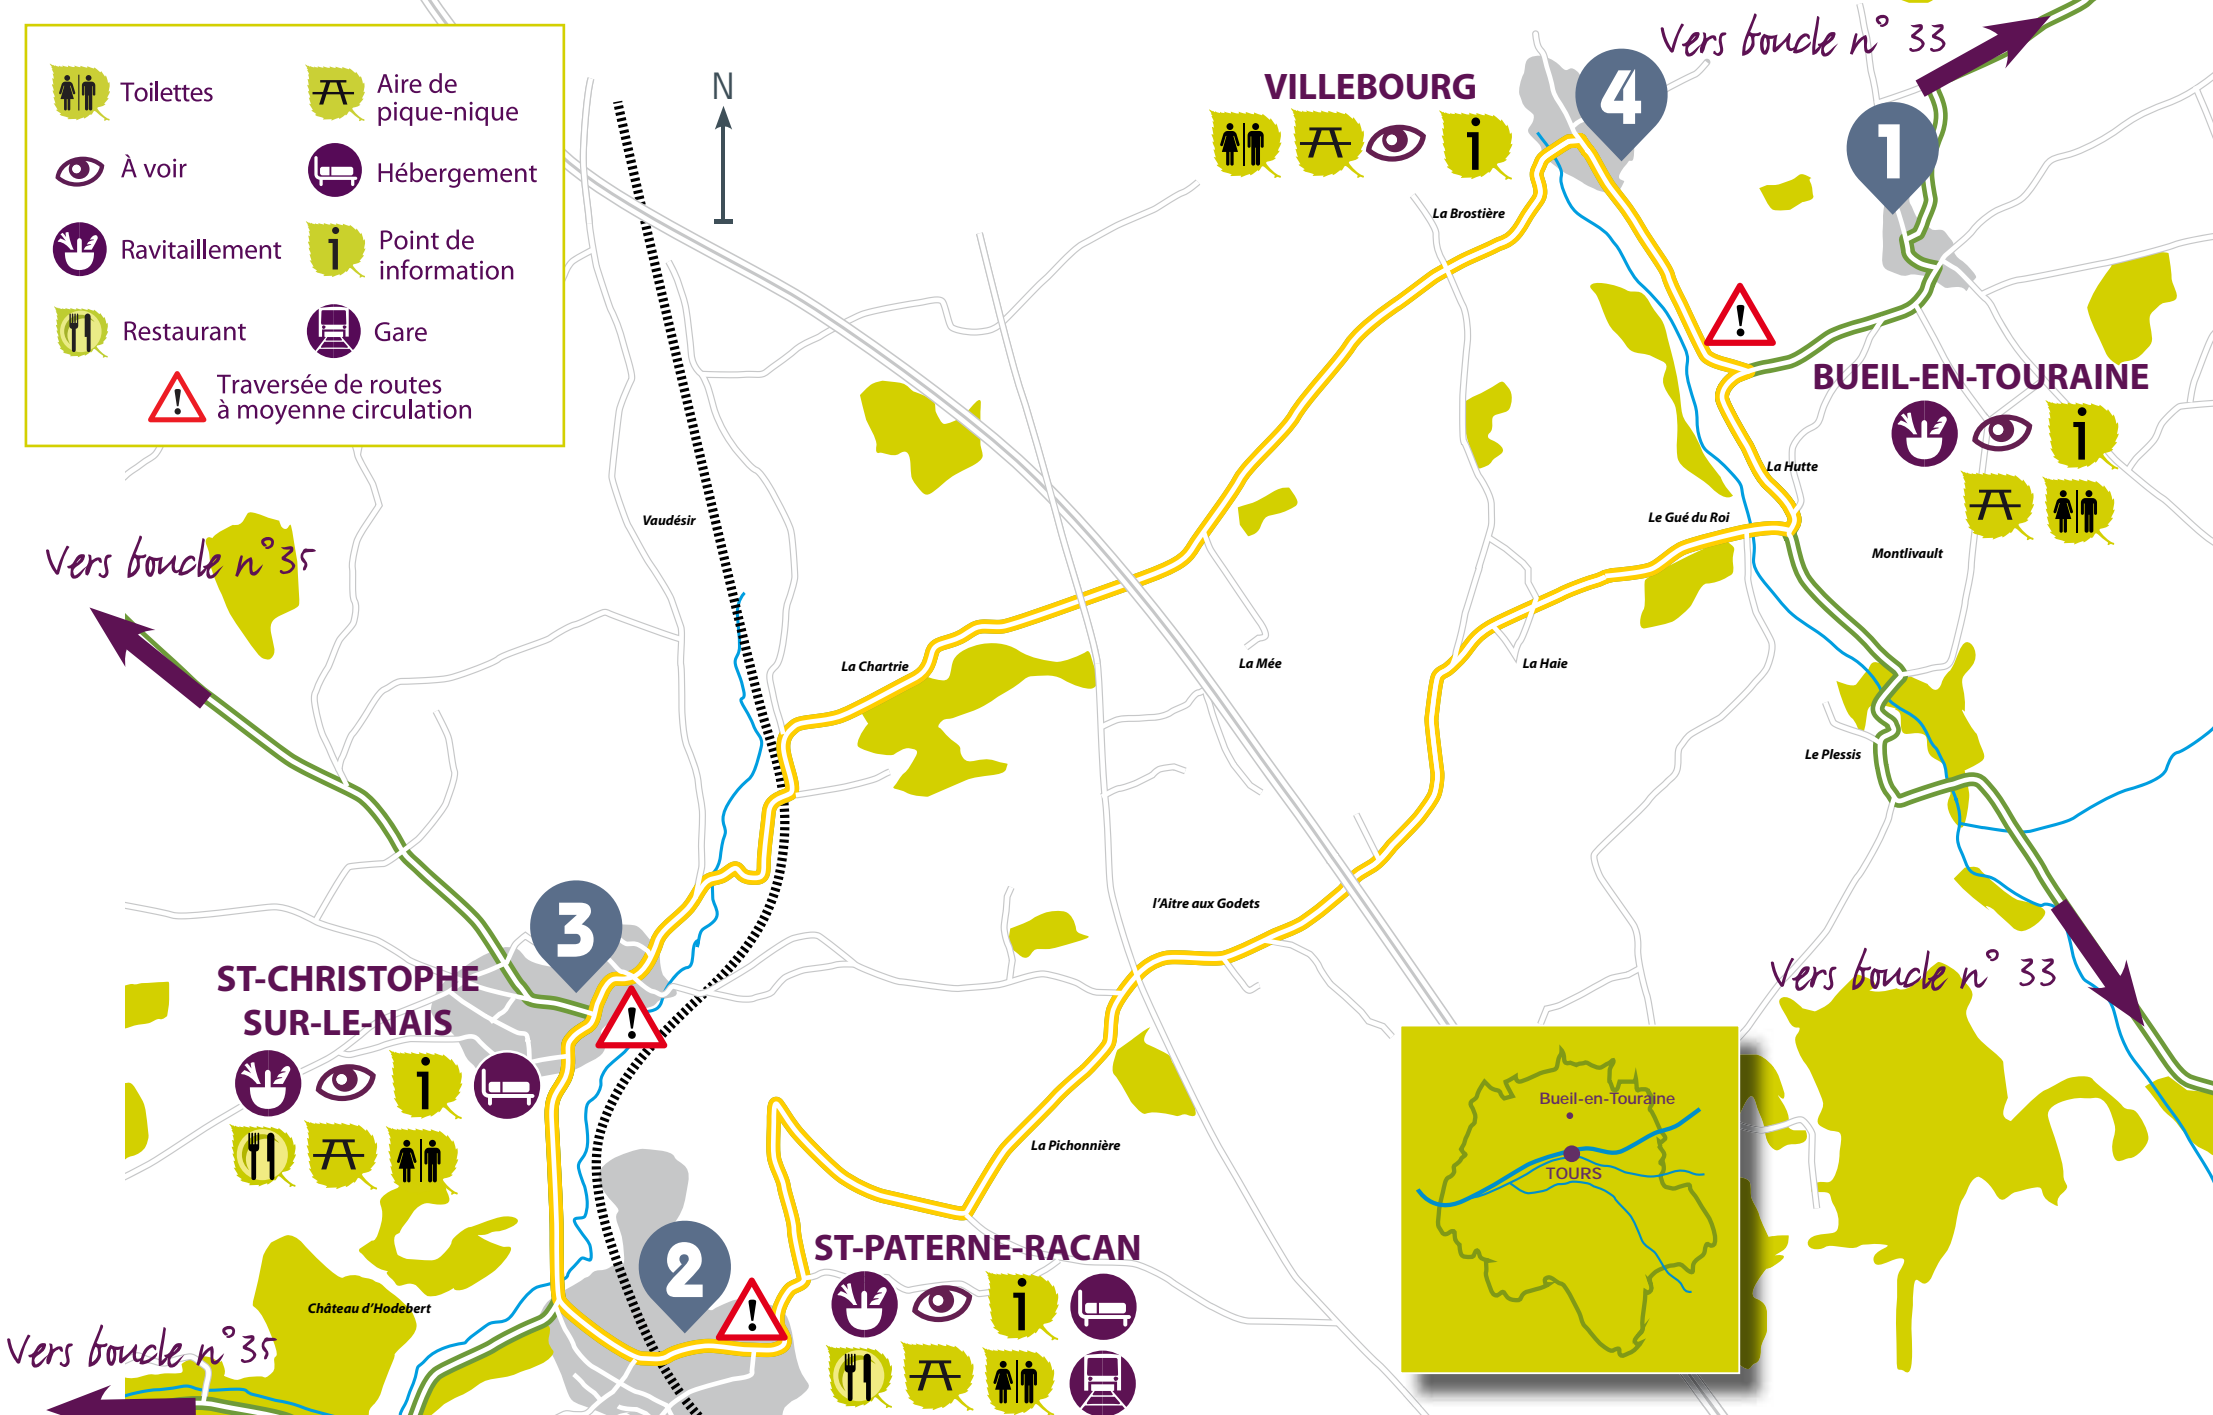 Toilettes
Aire de
pique-nique
À voir
Hébergement
Ravitaillement
Point de
information
Restaurant
Gare
Traversée de routes
à moyenne circulation
N
Vers boucle n° 33
VILLEBOURG
4
1
La Brostière
BUEIL-EN-TOURAINE
La Hutte
Le Gué du Roi
Vaudésir
Montlivault
Vers boucle n° 35
La Chartrie
La Mée
La Haie
Le Plessis
l'Aitre aux Godets
3
ST-CHRISTOPHE
SUR-LE-NAIS
Vers boucle n° 33
La Pichonnière
Bueil-en-Touraine
TOURS
2
ST-PATERNE-RACAN
Château d'Hodebert
Vers boucle n° 35